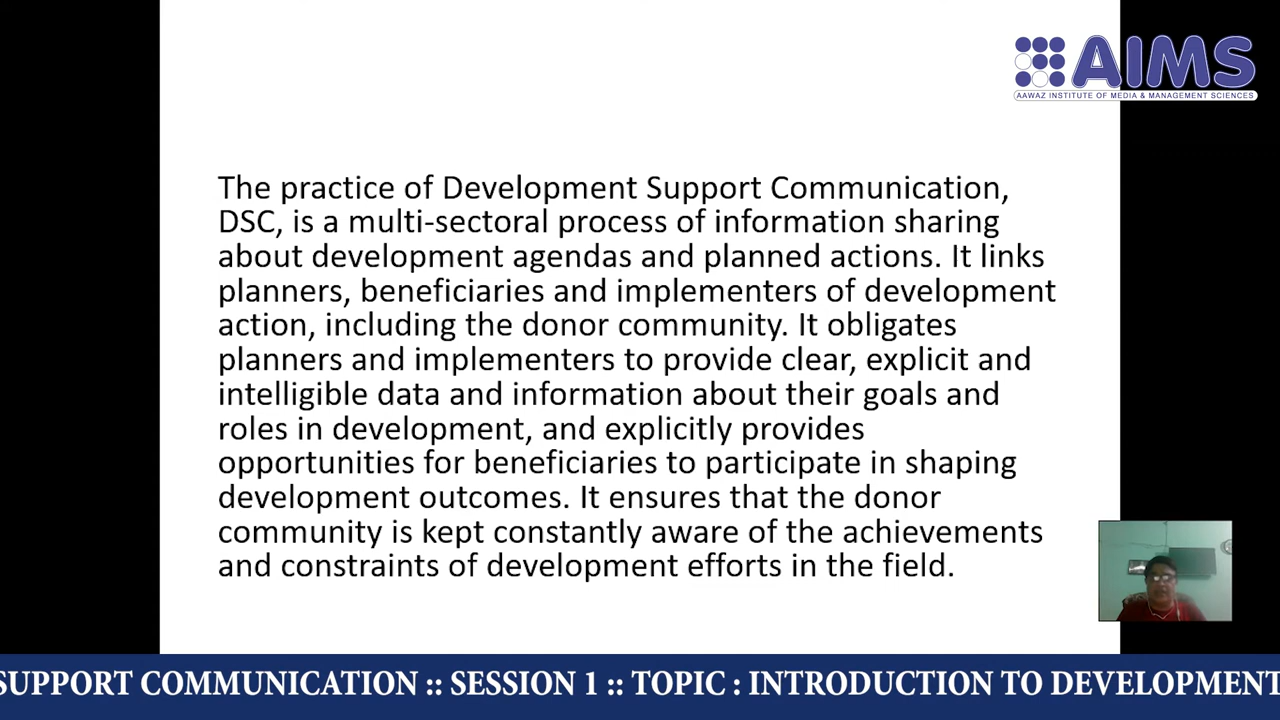 AIMS
AAWAZ INSTITUTE OF MEDIA & MANAGEMENT SCIENCES
The practice of Development Support Communication,
DSC, is a multi-sectoral process of information sharing
about development agendas and planned actions. It links
planners, beneficiaries and implementers of development
action, including the donor community. It obligates
planners and implementers to provide clear, explicit and
intelligible data and information about their goals and
roles in development, and explicitly provides
opportunities for beneficiaries to participate in shaping
development outcomes. It ensures that the donor
community is kept constantly aware of the achievements
and constraints of development efforts in the field.
SUPPORT COMMUNICATION :: SESSION 1 :: TOPIC : INTRODUCTION TO DEVELOPMENT